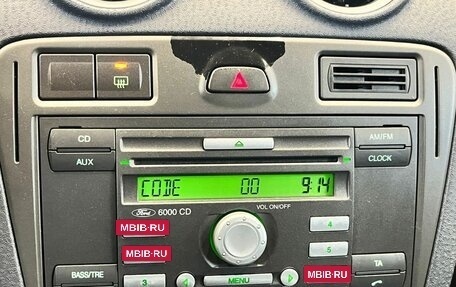 CD
AM/FM
AUX
CLOCK
CODE 00 9:14
Ford 6000 CD
VOL ON/OFF
MBIB·RU
4
5
MBIB·RU
TA
BASS/TRE
3
MENU
MBIB·RU